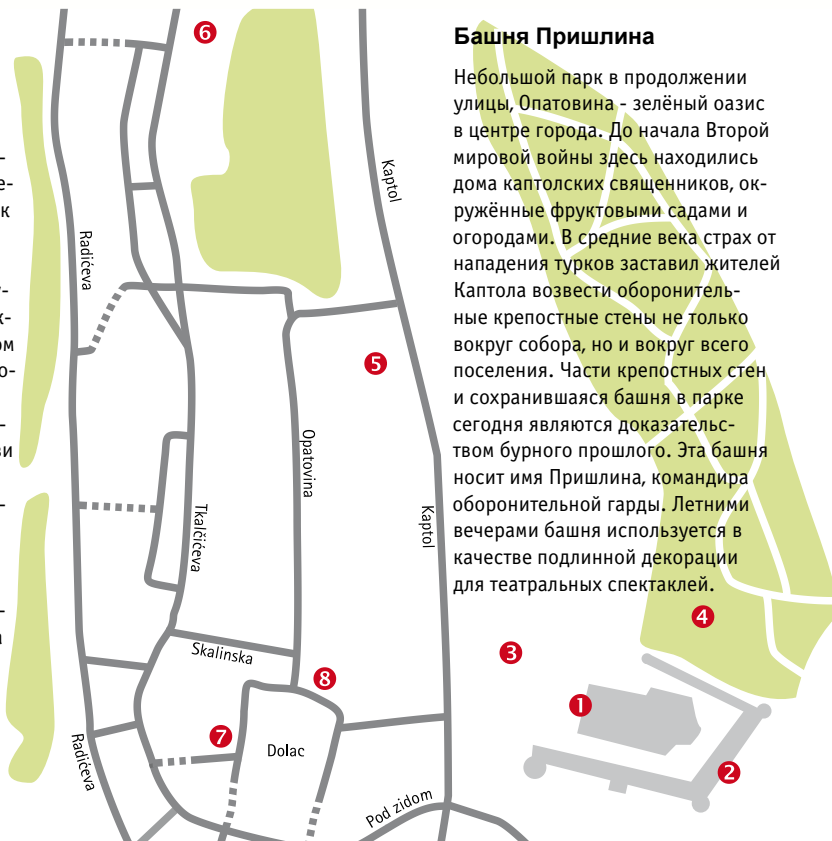 Башня Пришлина
Небольшой парк в продолжении
улицы, Опатовина - зелёный оазис
в центре города. До начала Второй
мировой войны здесь находились
дома каптолских священников, ок-
ружённые фруктовыми садами и
огородами. В средние века страх от
нападения турков заставил жителей
Каптола возвести оборонитель-
ные крепостные стены не только
вокруг собора, но и вокруг всего
поселения. Части крепостных стен
и сохранившаяся башня в парке
сегодня являются доказательс-
твом бурного прошлого. Эта башня
носит имя Пришлина, командира
оборонительной гарды. Летними
вечерами башня используется в
качестве подлинной декорации
для театральных спектаклей.
6
Kaptol
Radićeva
5
Opatovina
Tkalčićeva
Kaptol
4
3
Skalinska
8
1
7
Dolac
Radićeva
2
Pod zidom